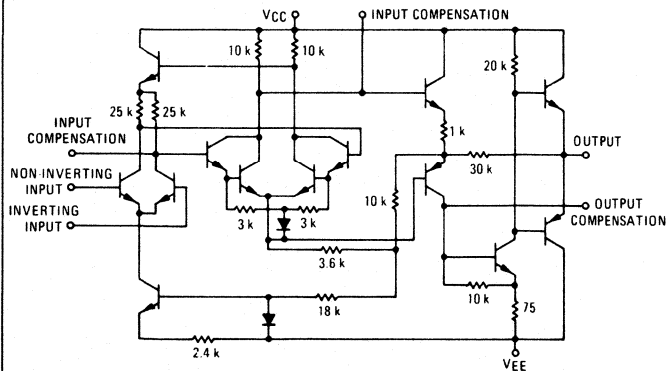 VCC
INPUT COMPENSATION
10 k
10 k
20 k
25 k
25 k
INPUT
COMPENSATION
1 k
OUTPUT
30 k
NON-INVERTING
INPUT
INVERTING
INPUT
10 k
OUTPUT
COMPENSATION
3 k
3 k
3.6 k
18 k
10 k
75
2.4 k
VEE